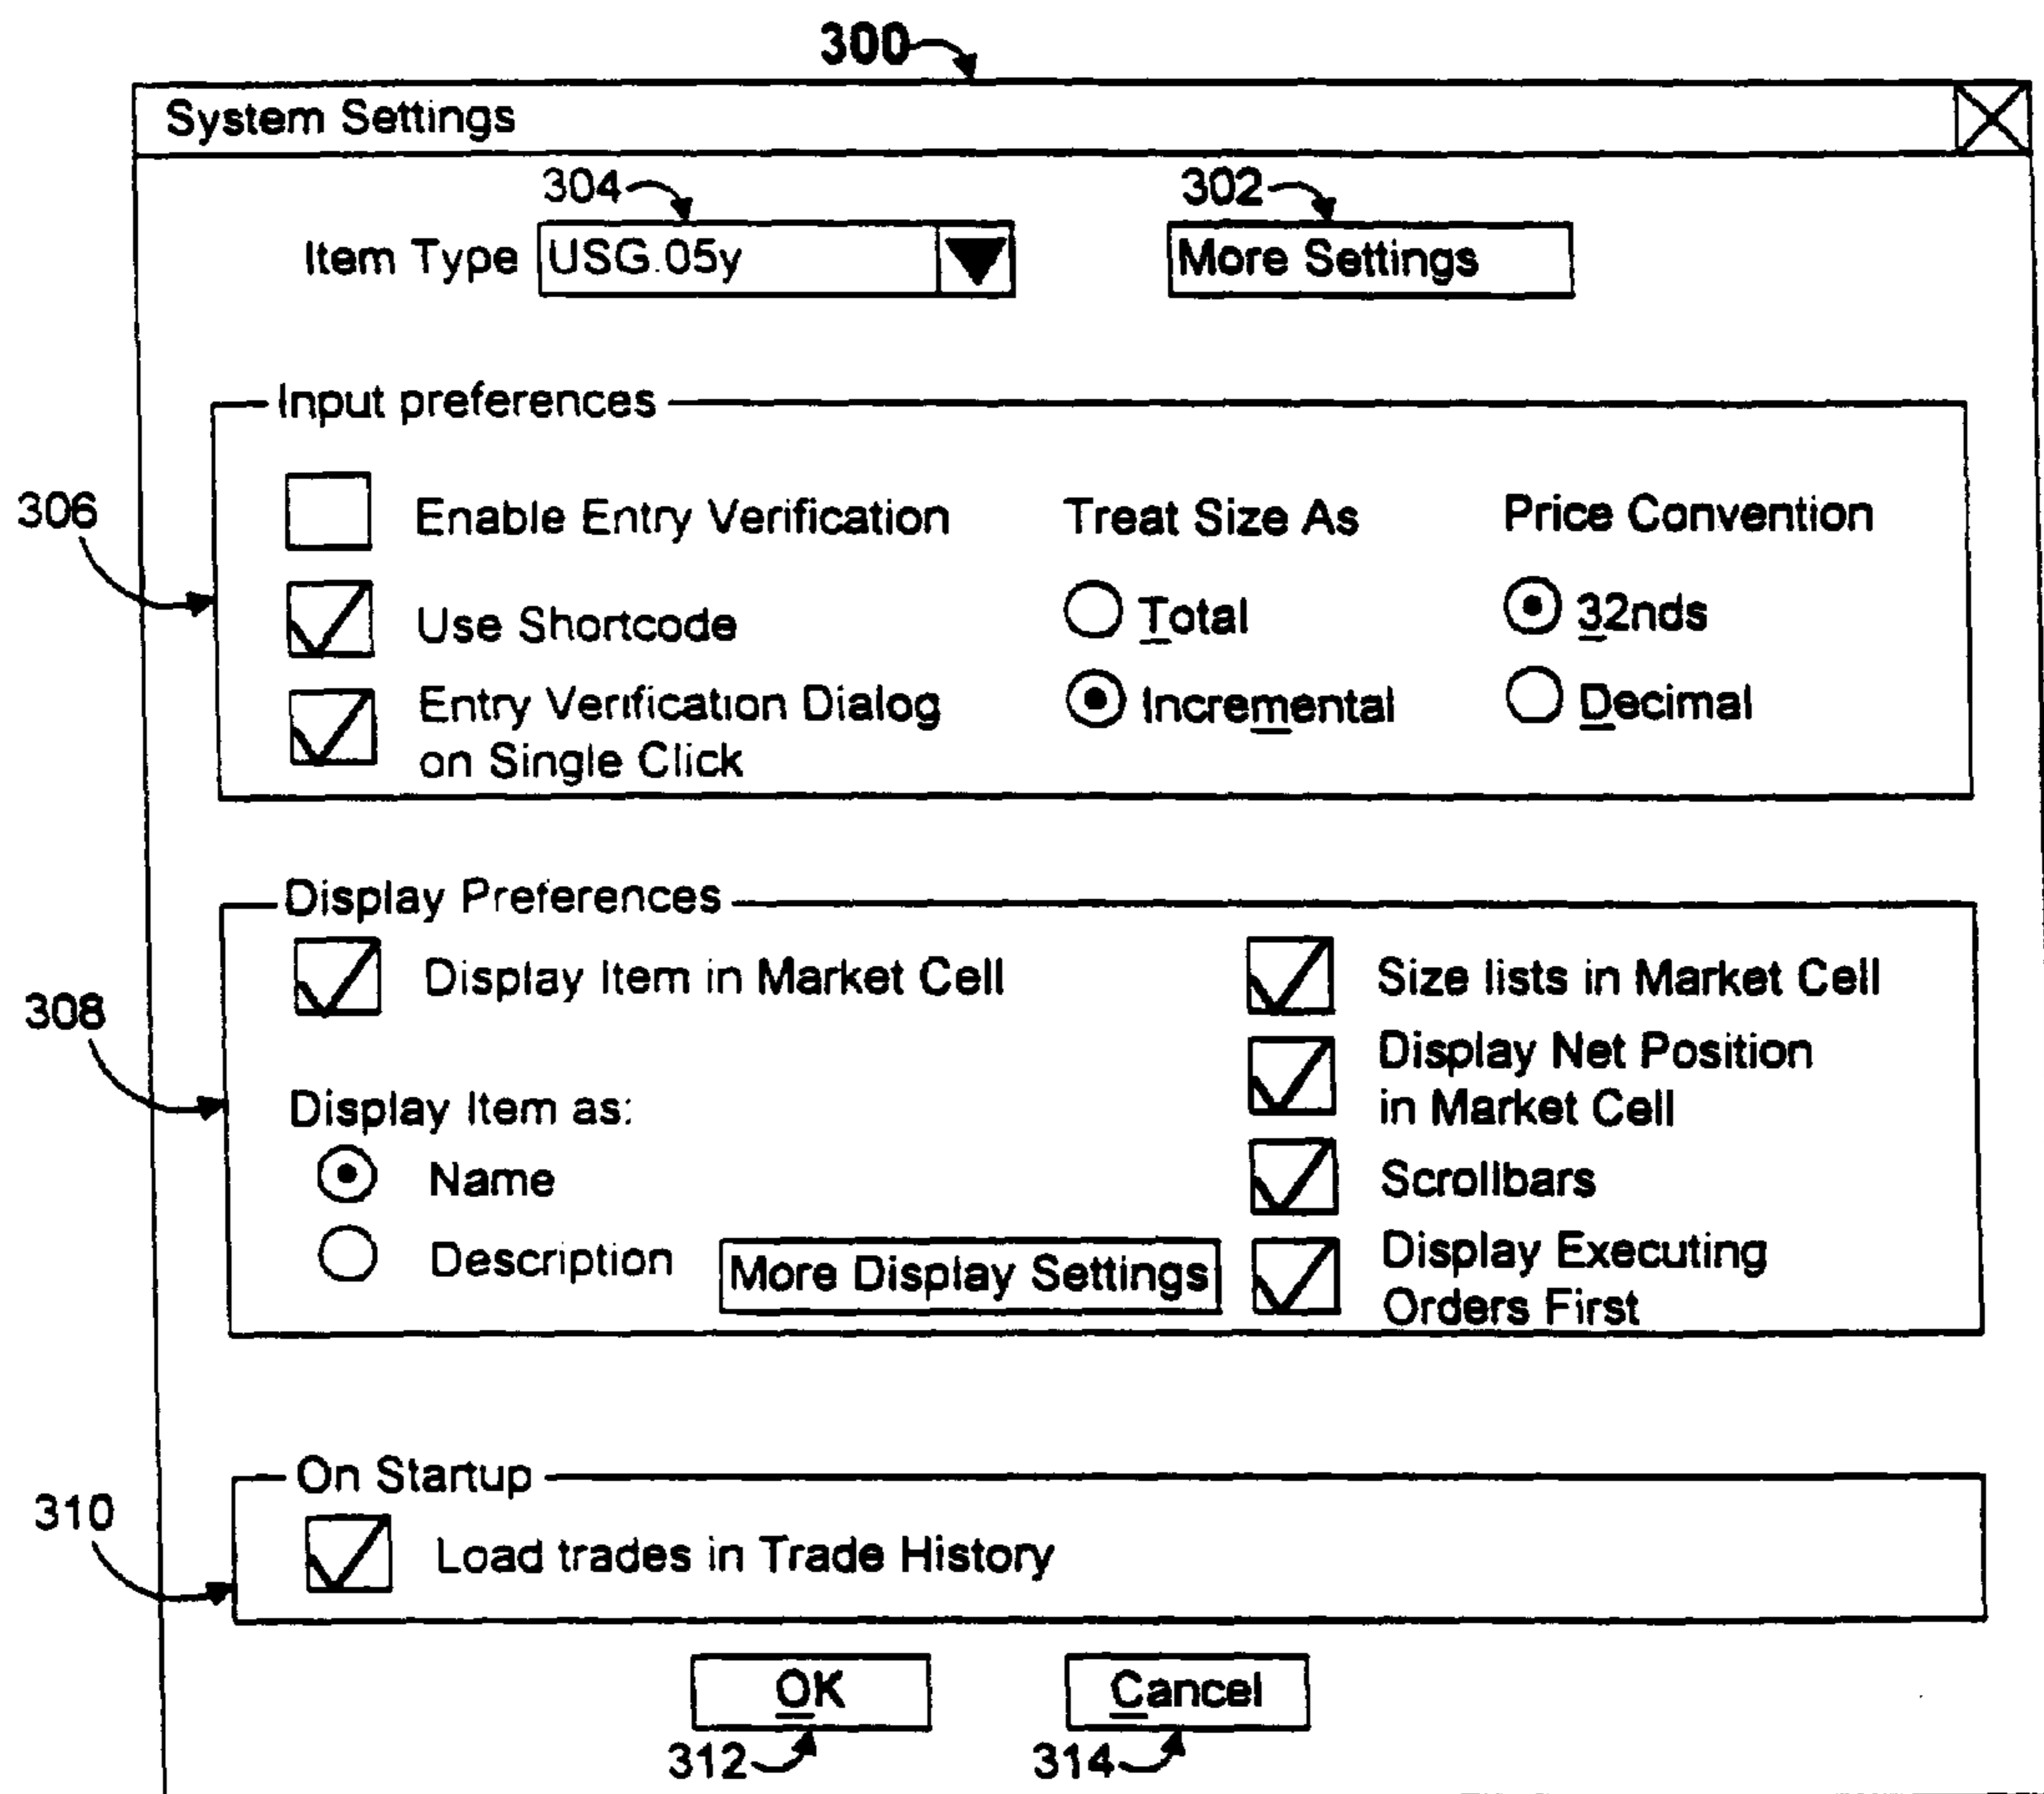 300
System Settings
304
302
Item Type USG.05y
More Settings
Input preferences
306
Enable Entry Verification
Treat Size As
Price Convention
Use Shortcode
Total
32nds
Entry Verification Dialog
on Single Click
Incremental
Decimal
Display Preferences
308
Display Item in Market Cell
Size lists in Market Cell
Display Net Position
in Market Cell
Display Item as:
Name
Scrollbars
Description
More Display Settings
Display Executing
Orders First
On Startup
310
Load trades in Trade History
OK
Cancel
312
314